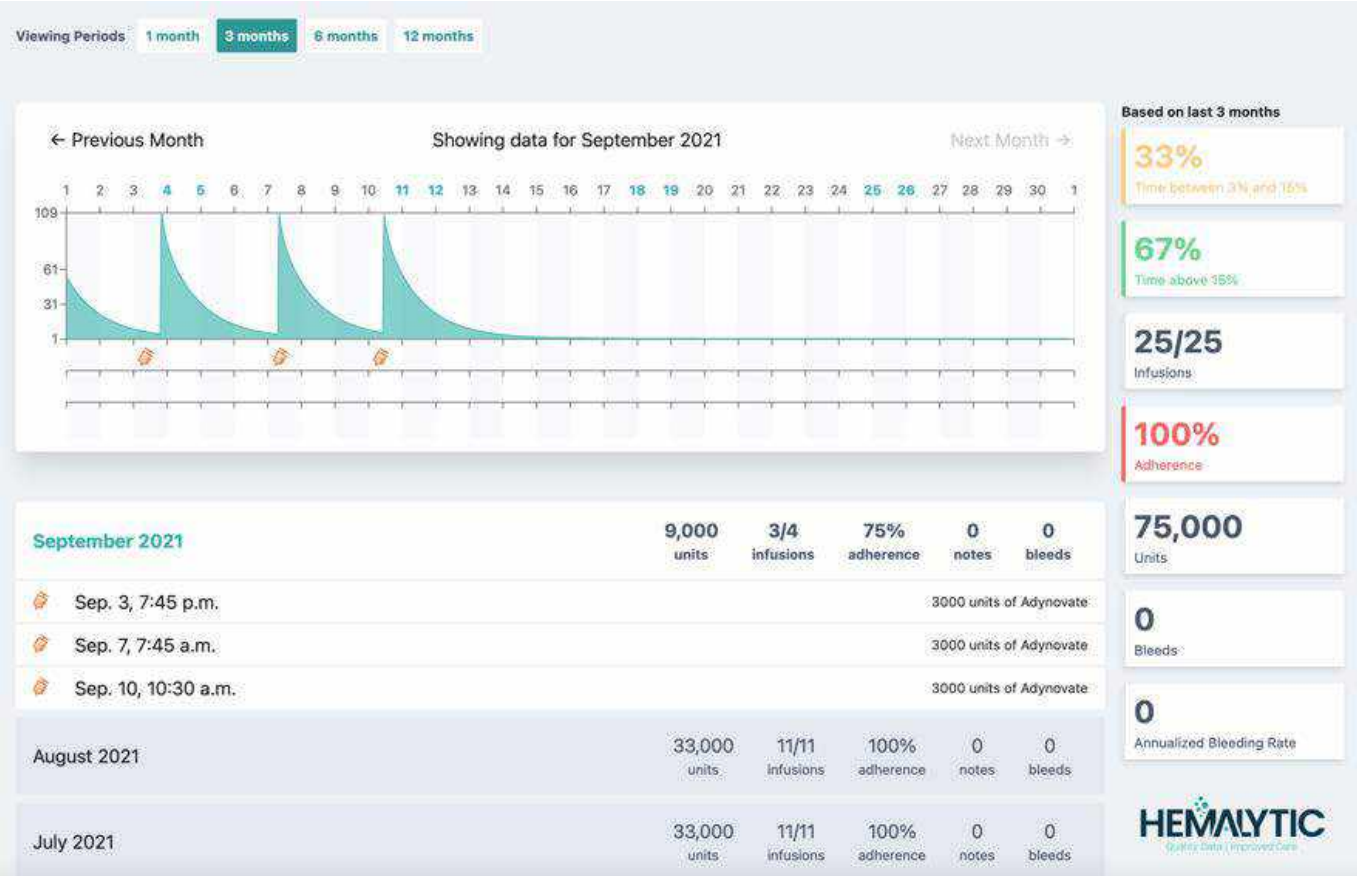 Viewing Periods 1 month 3 months 6 months 12 months
← Previous Month Showing data for September 2021 Next Month →
1 2 3 4 5 6 7 8 9 10 11 12 13 14 15 16 17 18 19 20 21 22 23 24 25 26 27 28 29 30 1
109
61
31
1
September 2021 9,000 3/4 75% 0 0
units infusions adherence notes bleeds
Sep. 3, 7:45 p.m. 3000 units of Adynovate
Sep. 7, 7:45 a.m. 3000 units of Adynovate
Sep. 10, 10:30 a.m. 3000 units of Adynovate
August 2021 33,000 11/11 100% 0 0
units infusions adherence notes bleeds
July 2021 33,000 11/11 100% 0 0
units infusions adherence notes bleeds
Based on last 3 months
33%
Time between 3% and 15%
67%
Time above 15%
25/25
Infusions
100%
Adherence
75,000
Units
0
Bleeds
0
Annualized Bleeding Rate
HEMALYTIC
Quality Data | Improved Care